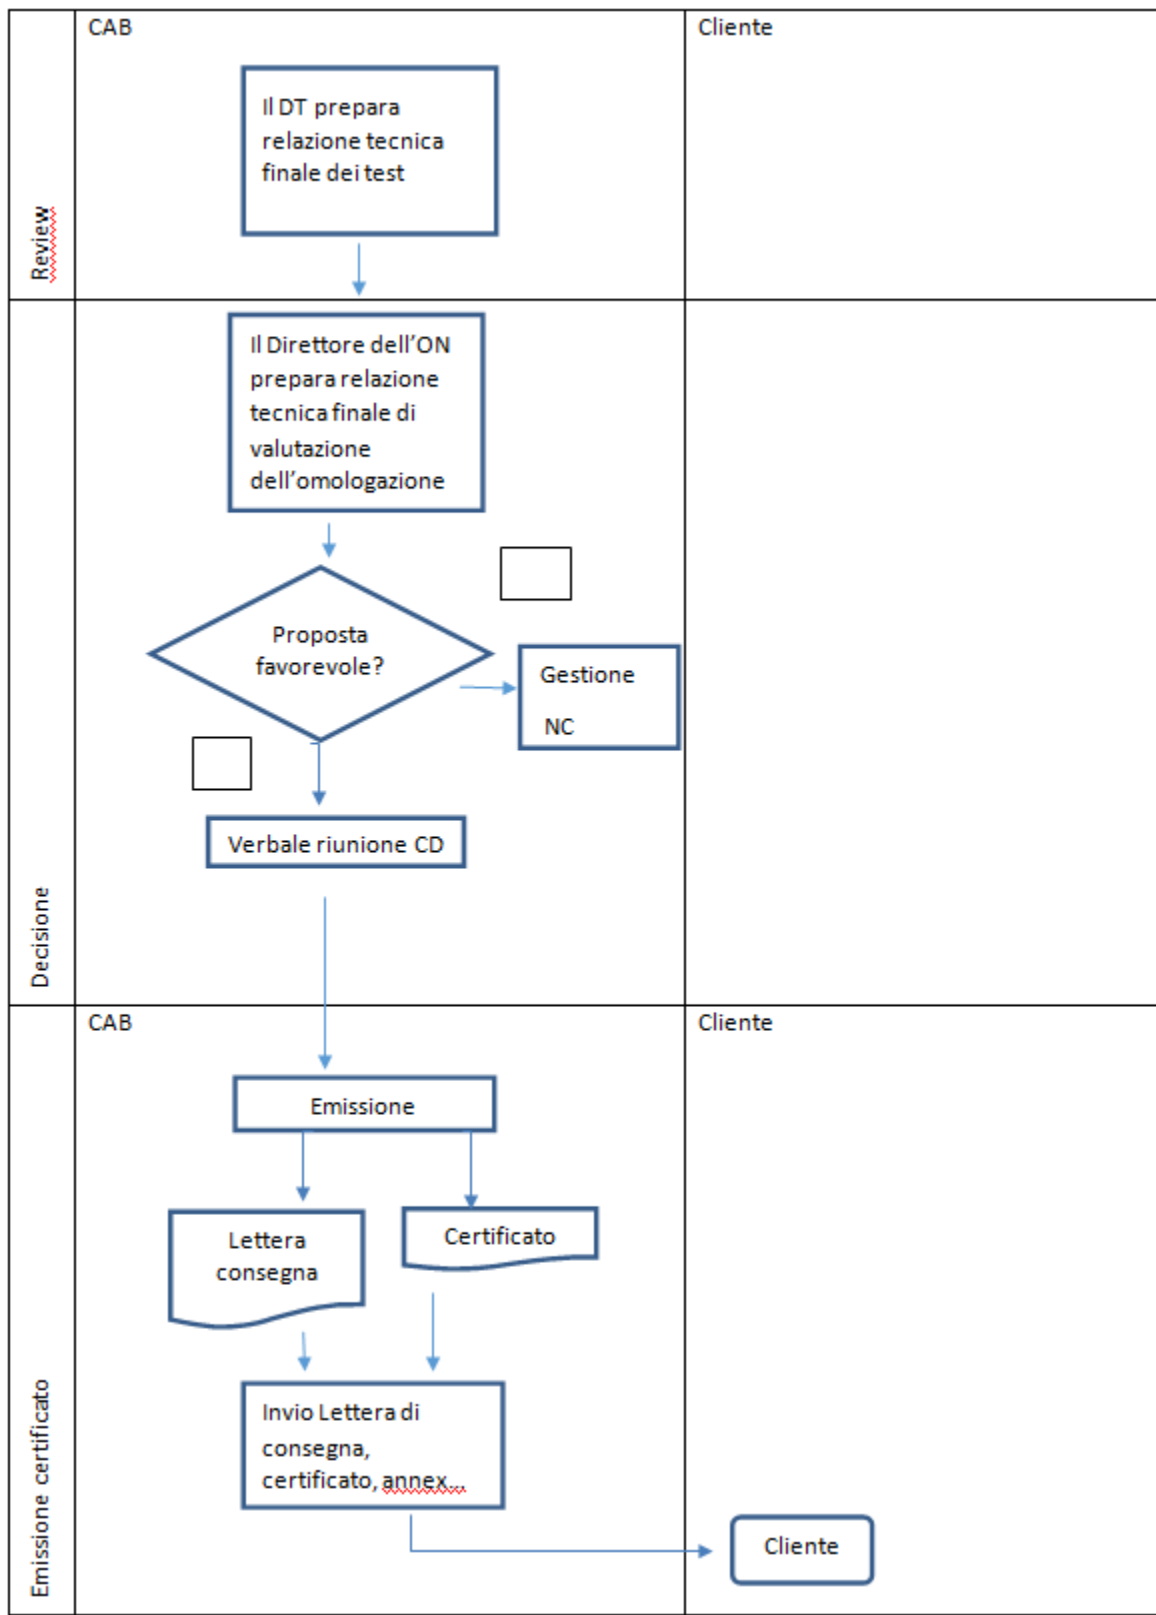 CAB
Cliente
Il DT prepara
relazione tecnica
finale dei test
Review
Il Direttore dell’ON
prepara relazione
tecnica finale di
valutazione
dell’omologazione
Proposta
favorevole?
Gestione
NC
Verbale riunione CD
Decisione
CAB
Cliente
Emissione
Lettera
consegna
Certificato
Invio Lettera di
consegna,
certificato, annex...
Cliente
Emissione certificato